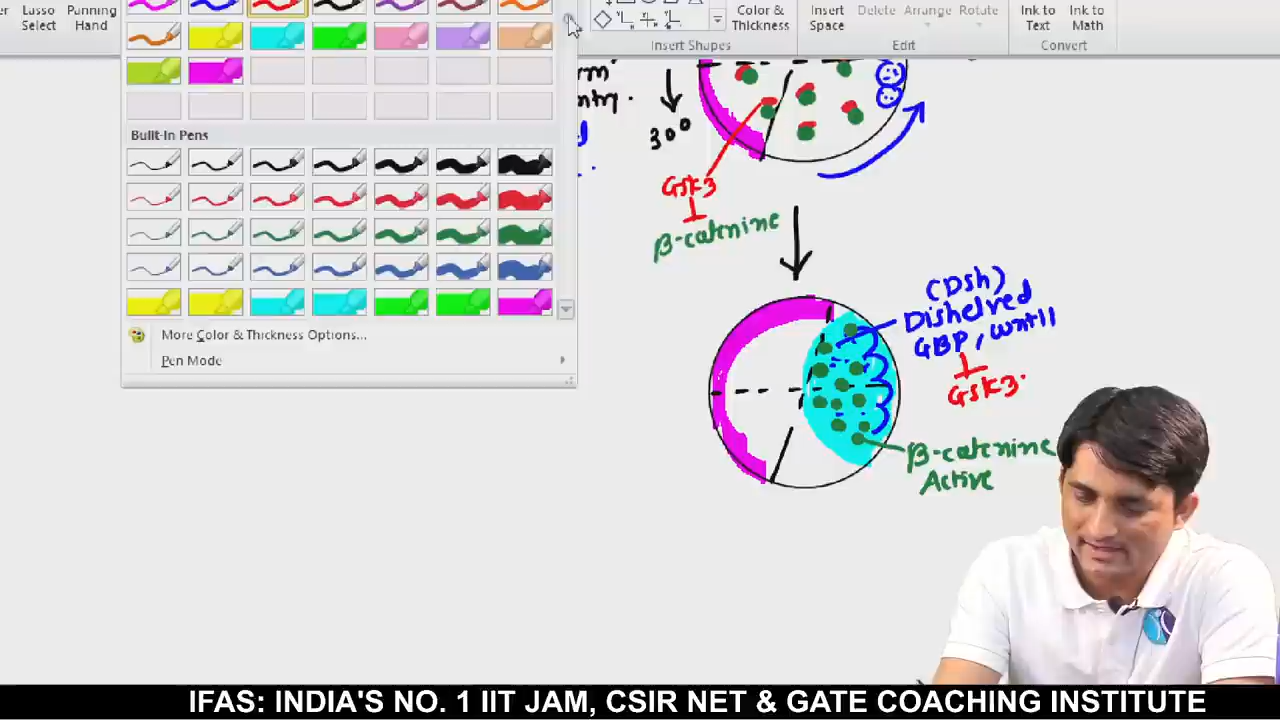 Lasso
Select
Panning
Hand
Color &
Thickness
Insert
Space
Delete
Arrange
Rotate
Ink to
Text
Ink to
Math
Insert Shapes
Edit
Convert
Built-In Pens
More Color & Thickness Options...
Pen Mode
30°
Gsk3
β-catenine
(Dsh)
Dishelved
GBP, wnt11
Gsk3
β-catenine
Active
IFAS: INDIA'S NO. 1 IIT JAM, CSIR NET & GATE COACHING INSTITUTE